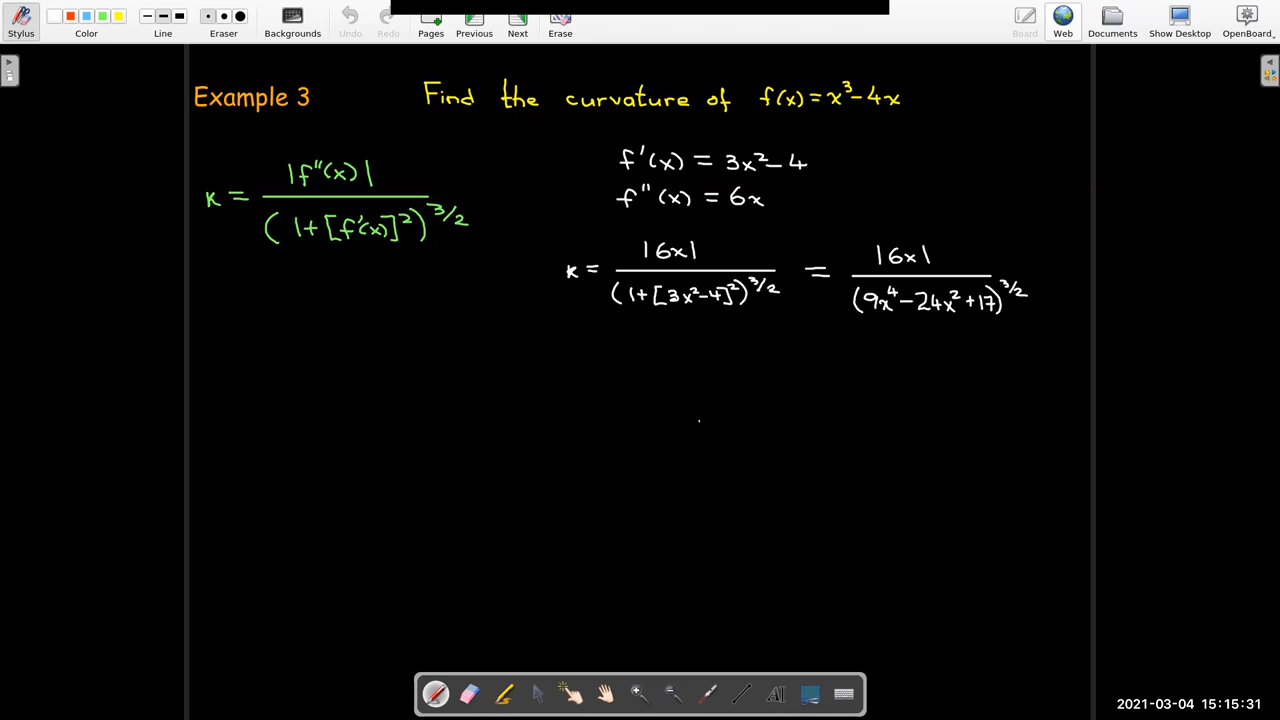 Stylus Color Line Eraser Backgrounds Undo Redo Pages Previous Next Erase Board Web Documents Show Desktop OpenBoard
Example 3 Find the curvature of f(x) = x³ - 4x
f'(x) = 3x² - 4
κ = |f''(x)| / (1 + [f'(x)]²)^3/2
f''(x) = 6x
κ = |6x| / (1 + [3x² - 4]²)^3/2 = |6x| / (9x⁴ - 24x² + 17)^3/2
AI
2021-03-04 15:15:31